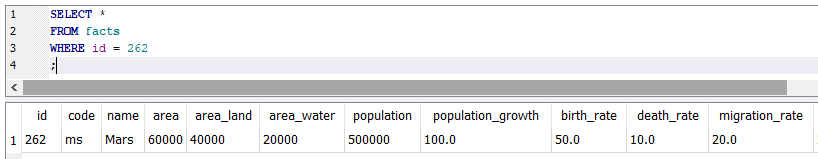 1 SELECT *
2 FROM facts
3 WHERE id = 262
4 ;
id code name area area_land area_water population population_growth birth_rate death_rate migration_rate
1 262 ms Mars 60000 40000 20000 500000 100.0 50.0 10.0 20.0